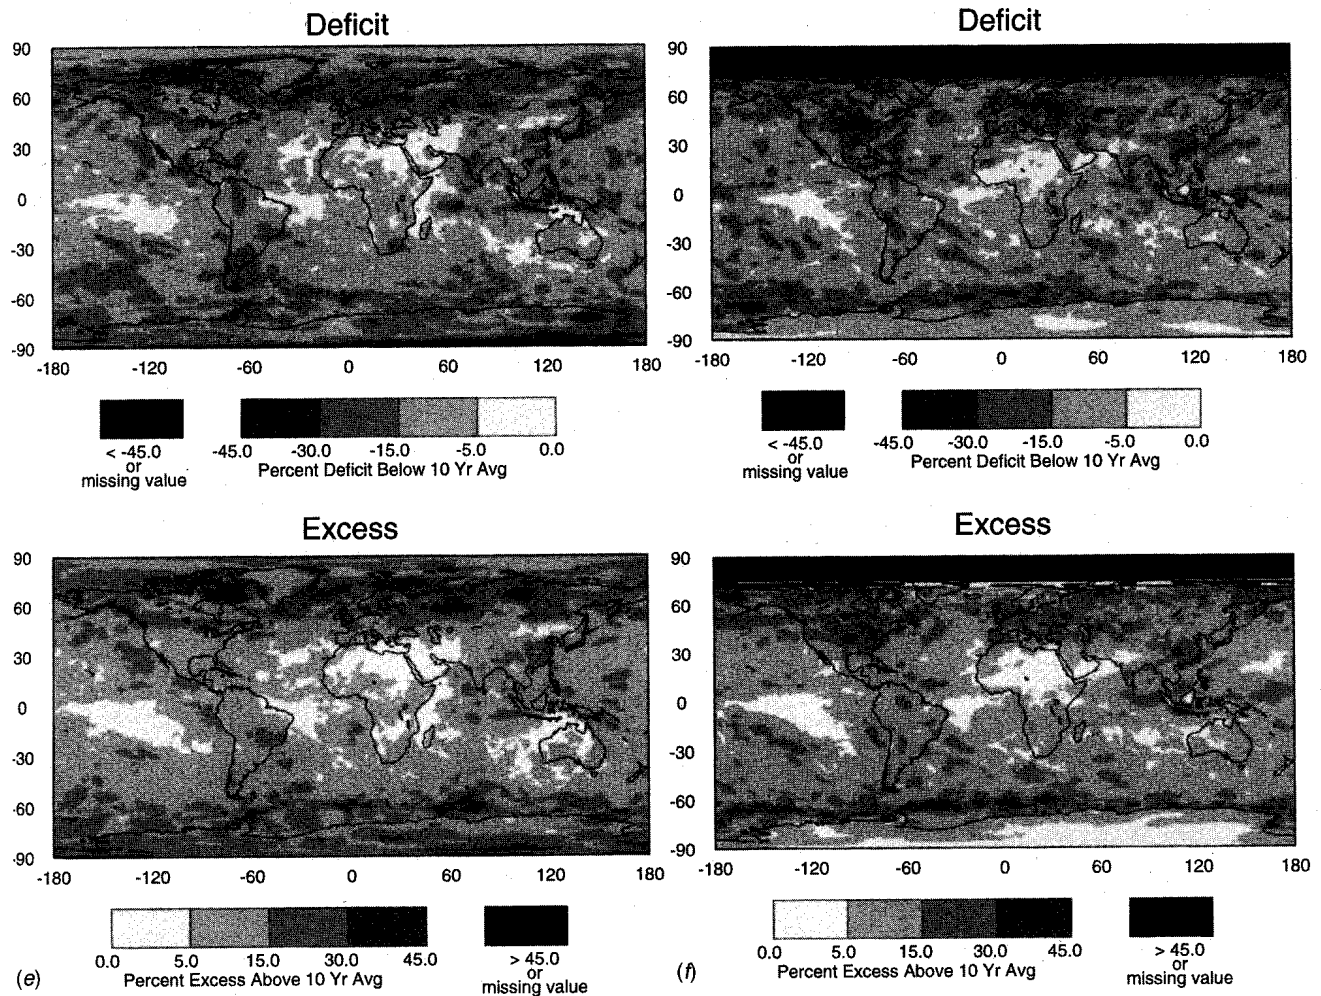 Deficit
90
60
30
0
-30
-60
-90
-180 -120 -60 0 60 120 180
< -45.0
or
missing value
-45.0 -30.0 -15.0 -5.0 0.0
Percent Deficit Below 10 Yr Avg
Deficit
90
60
30
0
-30
-60
-90
-180 -120 -60 0 60 120 180
< -45.0
or
missing value
-45.0 -30.0 -15.0 -5.0 0.0
Percent Deficit Below 10 Yr Avg
Excess
90
60
30
0
-30
-60
-90
-180 -120 -60 0 60 120 180
0.0 5.0 15.0 30.0 45.0
Percent Excess Above 10 Yr Avg
> 45.0
or
missing value
(e)
Excess
90
60
30
0
-30
-60
-90
-180 -120 -60 0 60 120 180
0.0 5.0 15.0 30.0 45.0
Percent Excess Above 10 Yr Avg
> 45.0
or
missing value
(f)